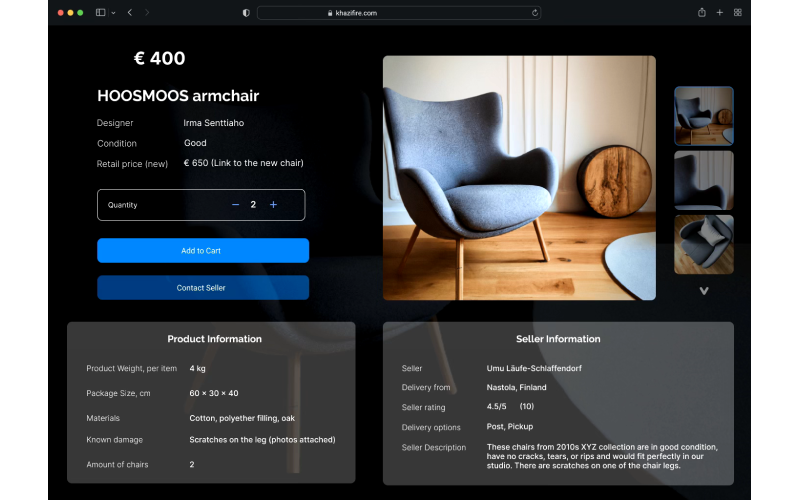 khazifire.com
€ 400
HOOSMOOS armchair
Designer Irma Senttiaho
Condition Good
Retail price (new) € 650 (Link to the new chair)
Quantity − 2 +
Add to Cart
Contact Seller
Product Information
Product Weight, per item 4 kg
Package Size, cm 60 × 30 × 40
Materials Cotton, polyether filling, oak
Known damage Scratches on the leg (photos attached)
Amount of chairs 2
Seller Information
Seller Umu Läufe-Schlaffendorf
Delivery from Nastola, Finland
Seller rating 4.5/5 (10)
Delivery options Post, Pickup
Seller Description These chairs from 2010s XYZ collection are in good condition,
have no cracks, tears, or rips and would fit perfectly in our
studio. There are scratches on one of the chair legs.